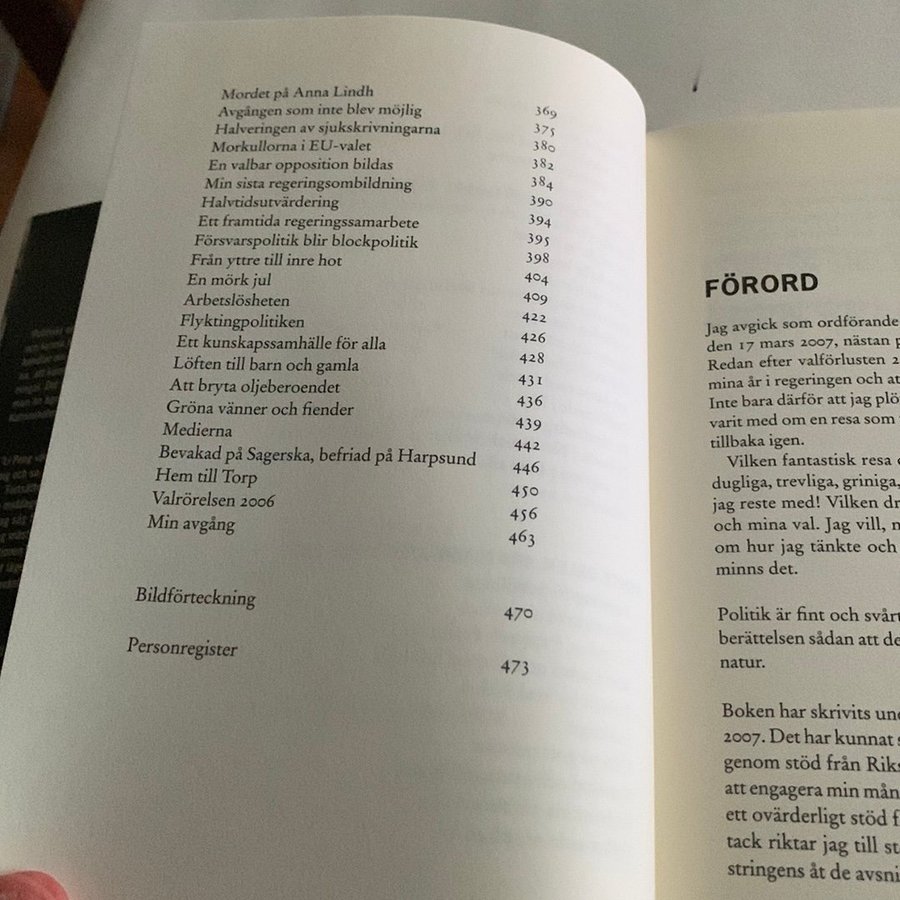 Mordet på Anna Lindh 369
Avgången som inte blev möjlig 375
Halveringen av sjukskrivningarna 380
Morkullorna i EU-valet 382
En valbar opposition bildas 384
Min sista regeringsombildning 390
Halvtidsutvärdering 394
Ett framtida regeringssamarbete 395
Försvarspolitik blir blockpolitik 398
Från yttre till inre hot 404
En mörk jul 409
Arbetslösheten 422
Flyktingpolitiken 426
Ett kunskapssamhälle för alla 428
Löften till barn och gamla 431
Att bryta oljeberoendet 436
Gröna vänner och fiender 439
Medierna 442
Bevakad på Sagerska, befriad på Harpsund 446
Hem till Torp 450
Valrörelsen 2006 456
Min avgång 463
Bildförteckning 470
Personregister 473
FÖRORD
Jag avgick som ordförande
den 17 mars 2007, nästan p
Redan efter valförlusten 2
mina år i regeringen och at
Inte bara därför att jag plö
varit med om en resa som
tillbaka igen.
Vilken fantastisk resa
dugliga, trevliga, griniga,
jag reste med! Vilken dr
och mina val. Jag vill, n
om hur jag tänkte och
minns det.
Politik är fint och svårt
berättelsen sådan att de
natur.
Boken har skrivits und
2007. Det har kunnat s
genom stöd från Riks
att engagera min mån
ett ovärderligt stöd f
tack riktar jag till st
stringens åt de avsni